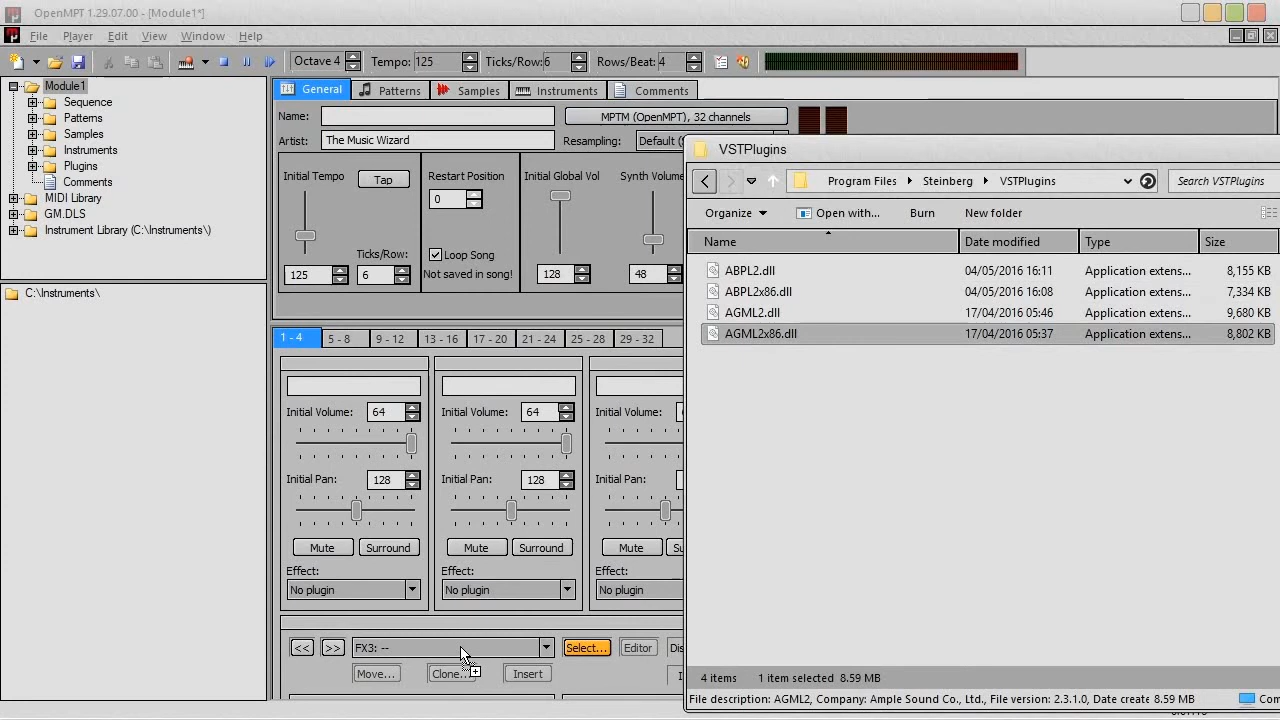 OpenMPT 1.29.07.00 - [Module1*]
File Player Edit View Window Help
Octave 4 Tempo: 125 Ticks/Row: 6 Rows/Beat: 4
Module1
Sequence
Patterns
Samples
Instruments
Plugins
Comments
MIDI Library
GM.DLS
Instrument Library (C:\Instruments\)
C:\Instruments\
General Patterns Samples Instruments Comments
Name: MPTM (OpenMPT), 32 channels
Artist: The Music Wizard Resampling: Default (
Initial Tempo Tap Restart Position Initial Global Vol Synth Volume
0
Ticks/Row: Loop Song
125 6 Not saved in song! 128 48
1 - 4 5 - 8 9 - 12 13 - 16 17 - 20 21 - 24 25 - 28 29 - 32
Initial Volume: 64 Initial Volume: 64 Initial Volume:
Initial Pan: 128 Initial Pan: 128 Initial Pan:
Mute Surround Mute Surround Mute Su
Effect: Effect: Effect:
No plugin No plugin No plugin
<< >> FX3: -- Select... Editor Dis
Move... Clone... Insert
VSTPlugins
Program Files Steinberg VSTPlugins Search VSTPlugins
Organize Open with... Burn New folder
Name Date modified Type Size
ABPL2.dll 04/05/2016 16:11 Application extens... 8,155 KB
ABPL2x86.dll 04/05/2016 16:08 Application extens... 7,334 KB
AGML2.dll 17/04/2016 05:46 Application extens... 9,680 KB
AGML2x86.dll 17/04/2016 05:37 Application extens... 8,802 KB
4 items 1 item selected 8.59 MB
File description: AGML2, Company: Ample Sound Co., Ltd., File version: 2.3.1.0, Date create 8.59 MB Com